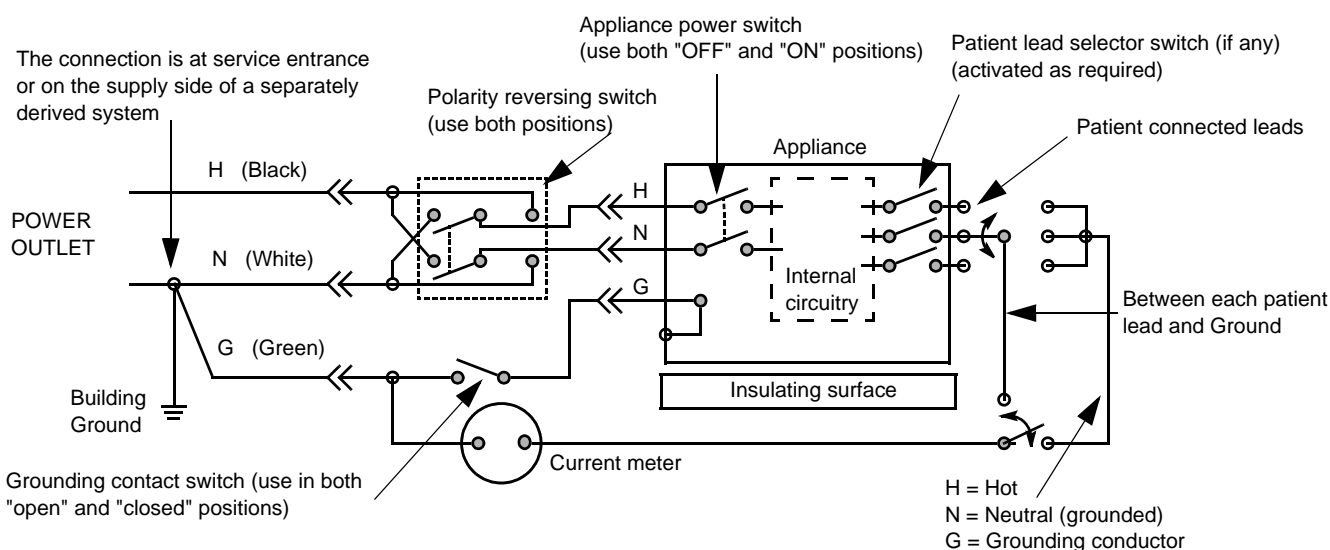 Appliance power switch
(use both "OFF" and "ON" positions)
Patient lead selector switch (if any)
(activated as required)
The connection is at service entrance
or on the supply side of a separately
derived system
Polarity reversing switch
(use both positions)
Patient connected leads
Appliance
H (Black)
H
POWER
OUTLET
N
N (White)
Internal
circuitry
G
Between each patient
lead and Ground
G (Green)
Insulating surface
Building
Ground
Current meter
Grounding contact switch (use in both
"open" and "closed" positions)
H = Hot
N = Neutral (grounded)
G = Grounding conductor